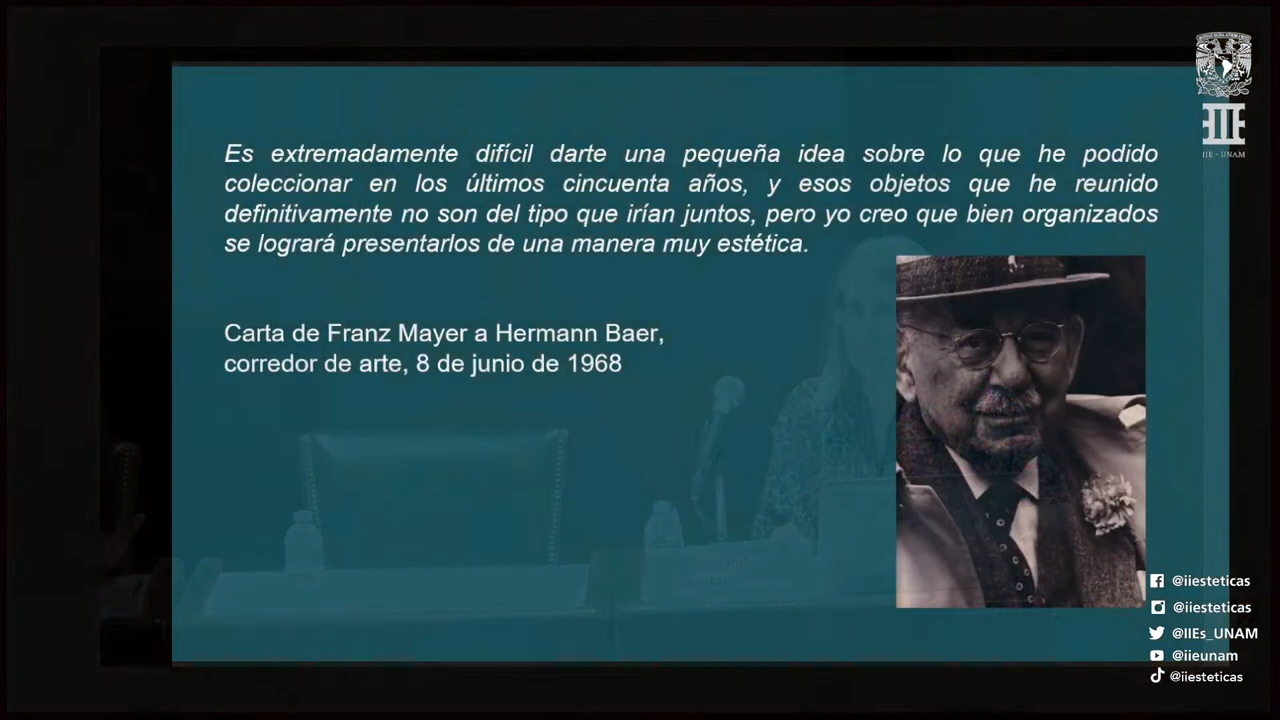 Es extremadamente difícil darte una pequeña idea sobre lo que he podido
coleccionar en los últimos cincuenta años, y esos objetos que he reunido
definitivamente no son del tipo que irían juntos, pero yo creo que bien organizados
se logrará presentarlos de una manera muy estética.
Carta de Franz Mayer a Hermann Baer,
corredor de arte, 8 de junio de 1968
IIE - UNAM
@iiesteticas
@iiesteticas
@IIEs_UNAM
@iieunam
@iiesteticas